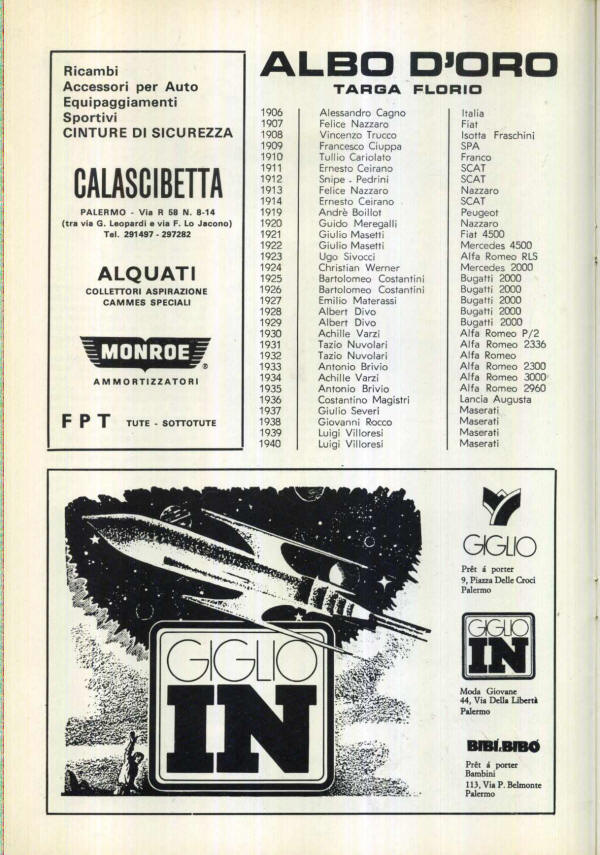 Ricambi
Accessori per Auto
Equipaggiamenti
Sportivi
CINTURE DI SICUREZZA
CALASCIBETTA
PALERMO - Via R 58 N. 8-14
(tra via G. Leopardi e via F. Lo Jacono)
Tel. 291497 - 297282
ALQUATI
COLLETTORI ASPIRAZIONE
CAMMES SPECIALI
MONROE®
AMMORTIZZATORI
FPT TUTE - SOTTOTUTE
ALBO D'ORO
TARGA FLORIO
1906 Alessandro Cagno Italia
1907 Felice Nazzaro Fiat
1908 Vincenzo Trucco Isotta Fraschini
1909 Francesco Ciuppa SPA
1910 Tullio Cariolato Franco
1911 Ernesto Ceirano SCAT
1912 Snipe - Pedrini SCAT
1913 Felice Nazzaro Nazzaro
1914 Ernesto Ceirano SCAT
1919 Andrè Boillot Peugeot
1920 Guido Meregalli Nazzaro
1921 Giulio Masetti Fiat 4500
1922 Giulio Masetti Mercedes 4500
1923 Ugo Sivocci Alfa Romeo RLS
1924 Christian Werner Mercedes 2000
1925 Bartolomeo Costantini Bugatti 2000
1926 Bartolomeo Costantini Bugatti 2000
1927 Emilio Materassi Bugatti 2000
1928 Albert Divo Bugatti 2000
1929 Albert Divo Bugatti 2000
1930 Achille Varzi Alfa Romeo P/2
1931 Tazio Nuvolari Alfa Romeo 2336
1932 Tazio Nuvolari Alfa Romeo
1933 Antonio Brivio Alfa Romeo 2300
1934 Achille Varzi Alfa Romeo 3000
1935 Antonio Brivio Alfa Romeo 2960
1936 Costantino Magistri Lancia Augusta
1937 Giulio Severi Maserati
1938 Giovanni Rocco Maserati
1939 Luigi Villoresi Maserati
1940 Luigi Villoresi Maserati
GIGLIO
IN
GIGLIO
Prêt á porter
9, Piazza Delle Croci
Palermo
GIGLIO
IN
Moda Giovane
44, Via Della Libertà
Palermo
BIBÍ & BIBÓ
Prêt á porter
Bambini
113, Via P. Belmonte
Palermo